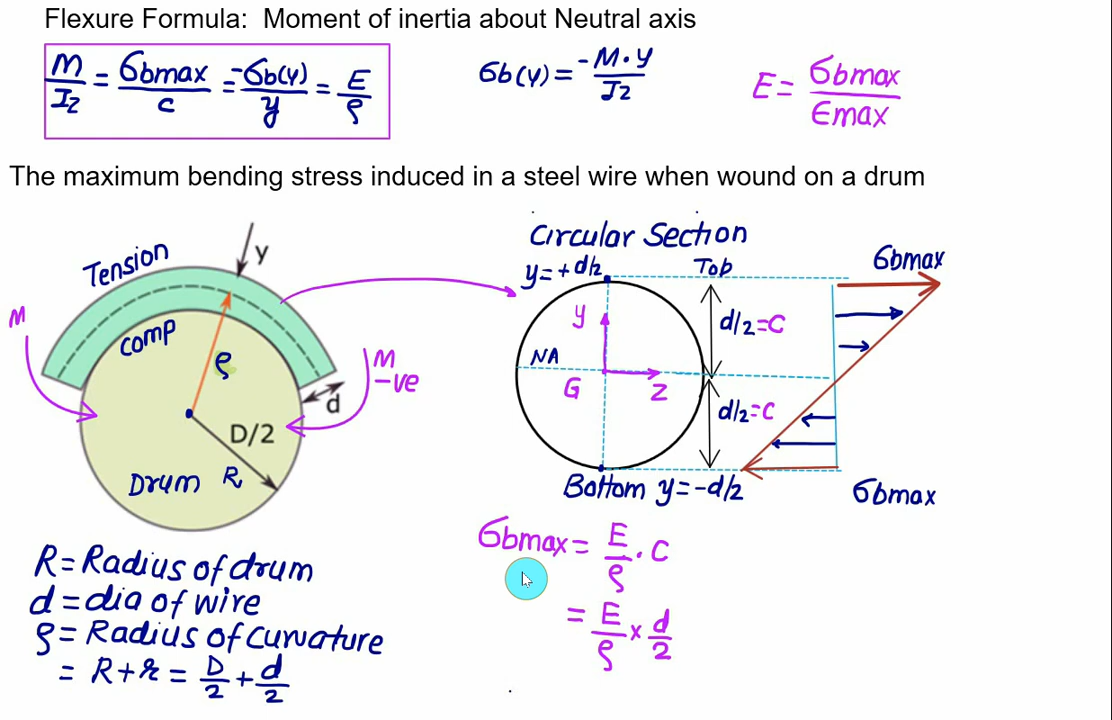 Flexure Formula: Moment of inertia about Neutral axis
M/Iz = σbmax/c = -σb(y)/y = E/ρ
σb(y) = -M·y/Iz
E = σbmax/Emax
The maximum bending stress induced in a steel wire when wound on a drum
Tension
y
M
comp
ρ
M
-ve
d
D/2
Drum R
Circular Section
y=+d/2
Top
σbmax
y
d/2=C
NA
G
Z
d/2=C
Bottom y=-d/2
σbmax
R=Radius of drum
d=dia of wire
ρ=Radius of curvature
= R+r = D/2 + d/2
σbmax = E/ρ . C
= E/ρ × d/2